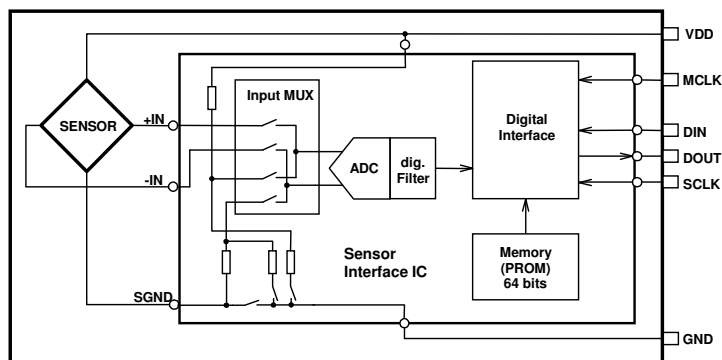 VDD
MCLK
Input MUX
+IN
SENSOR
Digital
Interface
DIN
DOUT
ADC
dig.
Filter
-IN
SCLK
Sensor
Interface IC
Memory
(PROM)
64 bits
SGND
GND